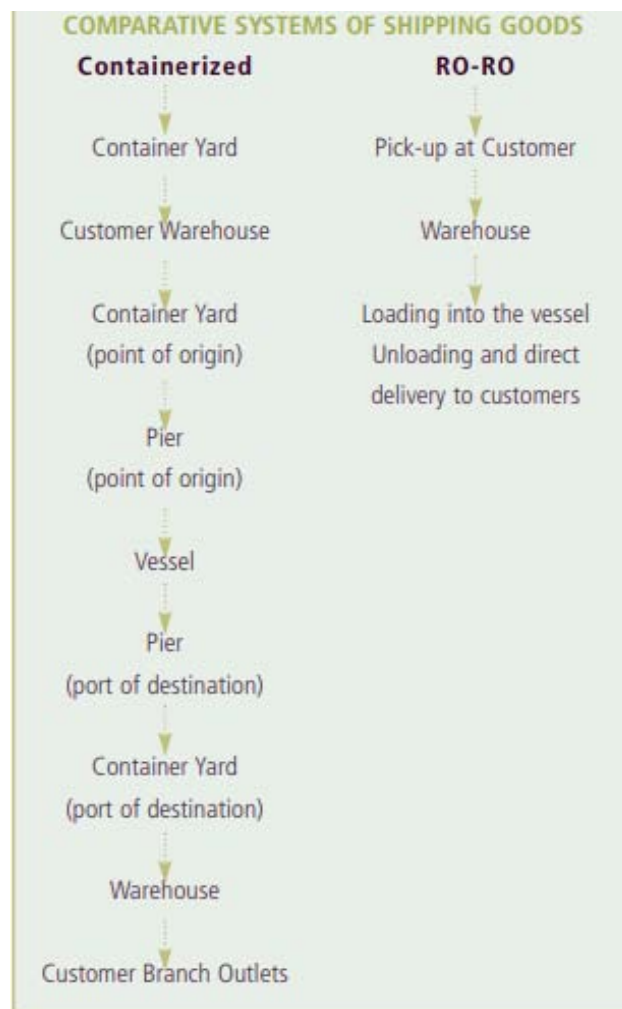 COMPARATIVE SYSTEMS OF SHIPPING GOODS
Containerized
Container Yard
Customer Warehouse
Container Yard
(point of origin)
Pier
(point of origin)
Vessel
Pier
(port of destination)
Container Yard
(port of destination)
Warehouse
Customer Branch Outlets
RO-RO
Pick-up at Customer
Warehouse
Loading into the vessel
Unloading and direct
delivery to customers